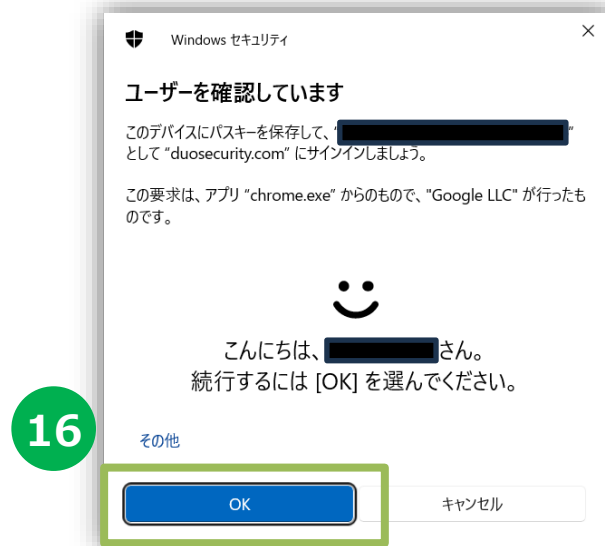 Windows セキュリティ
ユーザーを確認しています
このデバイスにパスキーを保存して、“ ”
として “duosecurity.com” にサインインしましょう。
この要求は、アプリ “chrome.exe” からのもので、"Google LLC" が行ったも
のです。
こんにちは、 さん。
続行するには [OK] を選んでください。
16
その他
OK
キャンセル